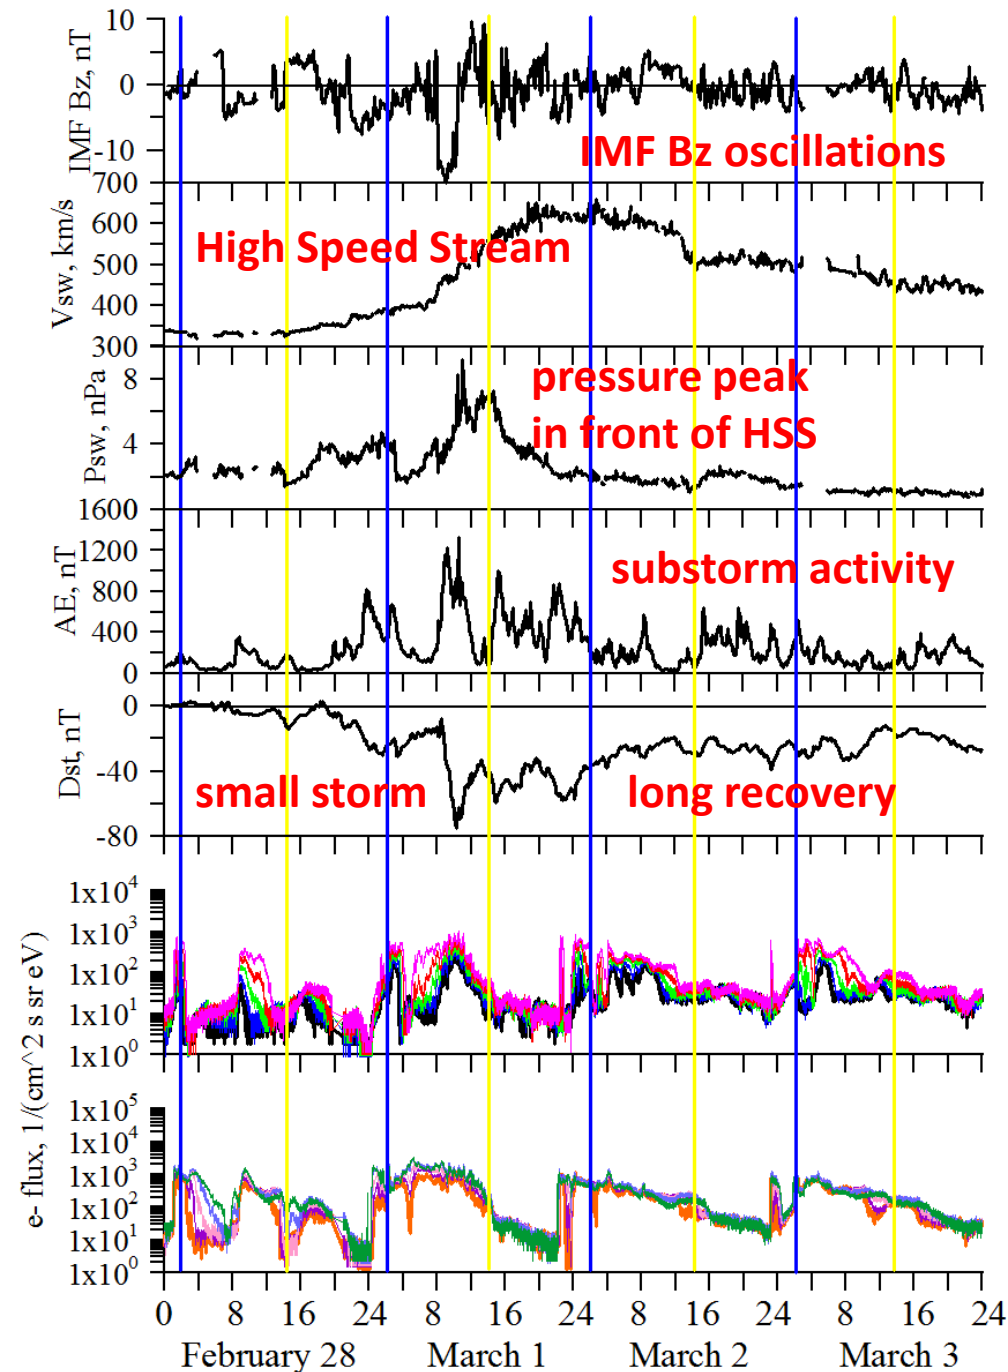 10
0
-10
IMF Bz, nT
IMF Bz oscillations
700
600
500
400
300
Vsw, km/s
High Speed Stream
8
4
0
Psw, nPa
pressure peak
in front of HSS
1600
1200
800
400
0
AE, nT
substorm activity
0
-40
-80
Dst, nT
small storm
long recovery
1x10^4
1x10^3
1x10^2
1x10^1
1x10^0
1x10^5
1x10^4
1x10^3
1x10^2
1x10^1
1x10^0
e- flux, 1/(cm^2 s sr eV)
0 8 16 24 8 16 24 8 16 24 8 16 24
February 28 March 1 March 2 March 3